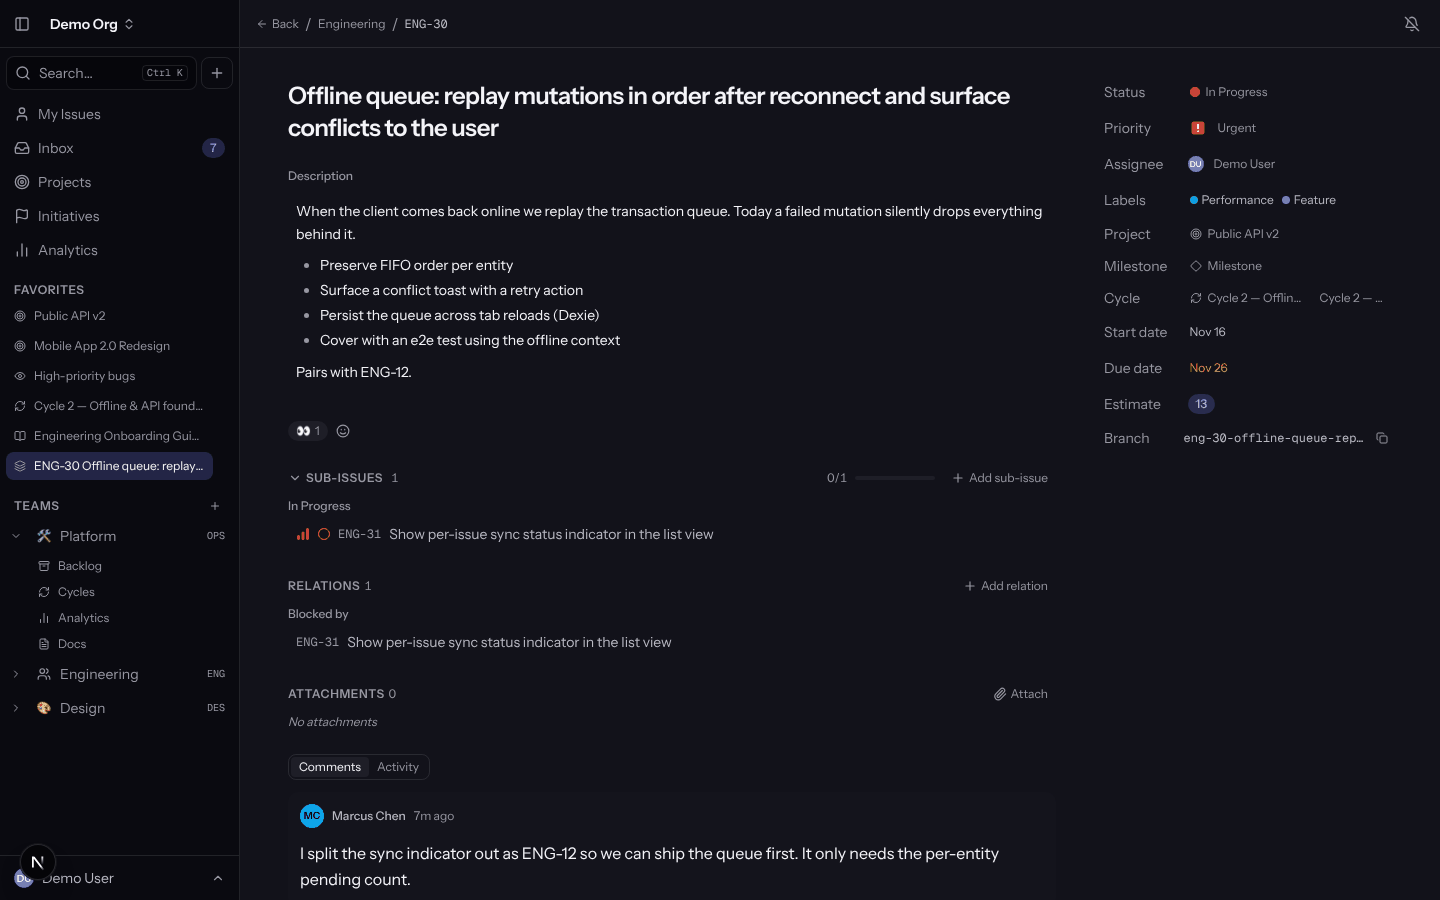 Demo Org
Search...
Ctrl K
My Issues
Inbox
7
Projects
Initiatives
Analytics
FAVORITES
Public API v2
Mobile App 2.0 Redesign
High-priority bugs
Cycle 2 — Offline & API found...
Engineering Onboarding Gui...
ENG-30 Offline queue: replay...
TEAMS
Platform
OPS
Backlog
Cycles
Analytics
Docs
Engineering
ENG
Design
DES
N
DU
Demo User
Back / Engineering / ENG-30
Offline queue: replay mutations in order after reconnect and surface
conflicts to the user
Description
When the client comes back online we replay the transaction queue. Today a failed mutation silently drops everything
behind it.
Preserve FIFO order per entity
Surface a conflict toast with a retry action
Persist the queue across tab reloads (Dexie)
Cover with an e2e test using the offline context
Pairs with ENG-12.
1
SUB-ISSUES 1
0/1
Add sub-issue
In Progress
ENG-31 Show per-issue sync status indicator in the list view
RELATIONS 1
Add relation
Blocked by
ENG-31 Show per-issue sync status indicator in the list view
ATTACHMENTS 0
Attach
No attachments
Comments
Activity
MC
Marcus Chen 7m ago
I split the sync indicator out as ENG-12 so we can ship the queue first. It only needs the per-entity
pending count.
Status
In Progress
Priority
Urgent
Assignee
DU
Demo User
Labels
Performance
Feature
Project
Public API v2
Milestone
Milestone
Cycle
Cycle 2 — Offlin...
Cycle 2 — ...
Start date
Nov 16
Due date
Nov 26
Estimate
13
Branch
eng-30-offline-queue-rep...